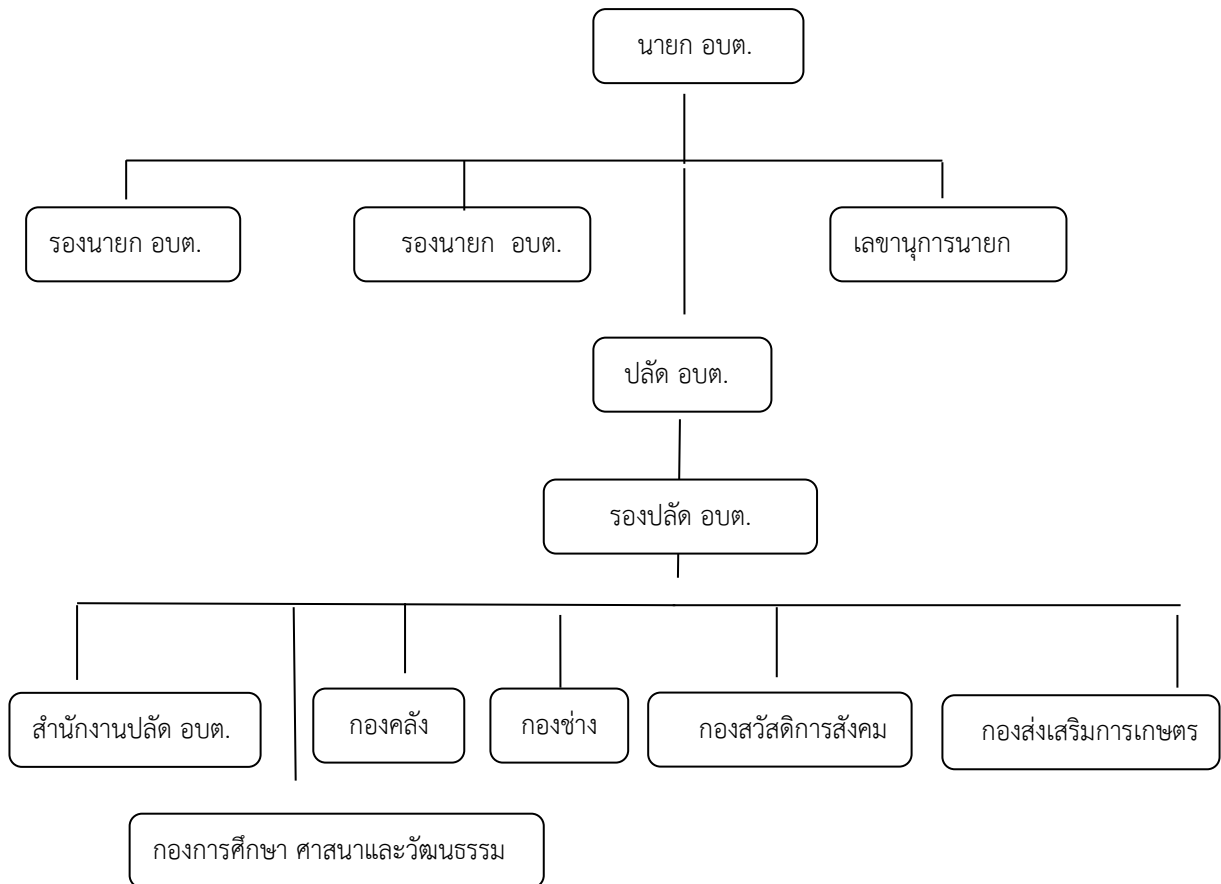 นายก อบต.
รองนายก อบต.
รองนายก อบต.
เลขานุการนายก
ปลัด อบต.
รองปลัด อบต.
สำนักงานปลัด อบต.
กองคลัง
กองช่าง
กองสวัสดิการสังคม
กองส่งเสริมการเกษตร
กองการศึกษา ศาสนาและวัฒนธรรม